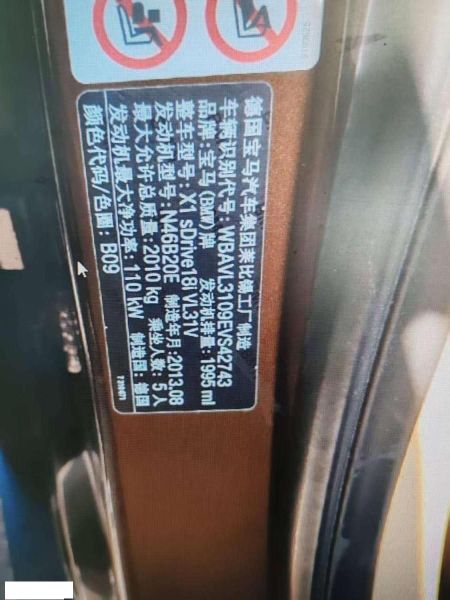 德国宝马汽车集团莱比锡工厂 制造
车辆识别代号:WBAVL3109EVS42743
品牌:宝马(BMW)牌 发动机排量:1995 ml
整车型号:X1 sDrive18i VL31V
发动机型号:N46B20E 制造年月:2013.08
最大允许总质量:2010 kg 乘坐人数:5人
发动机最大净功率:110 kW 制造国:德国
颜色代码/色圈:B09